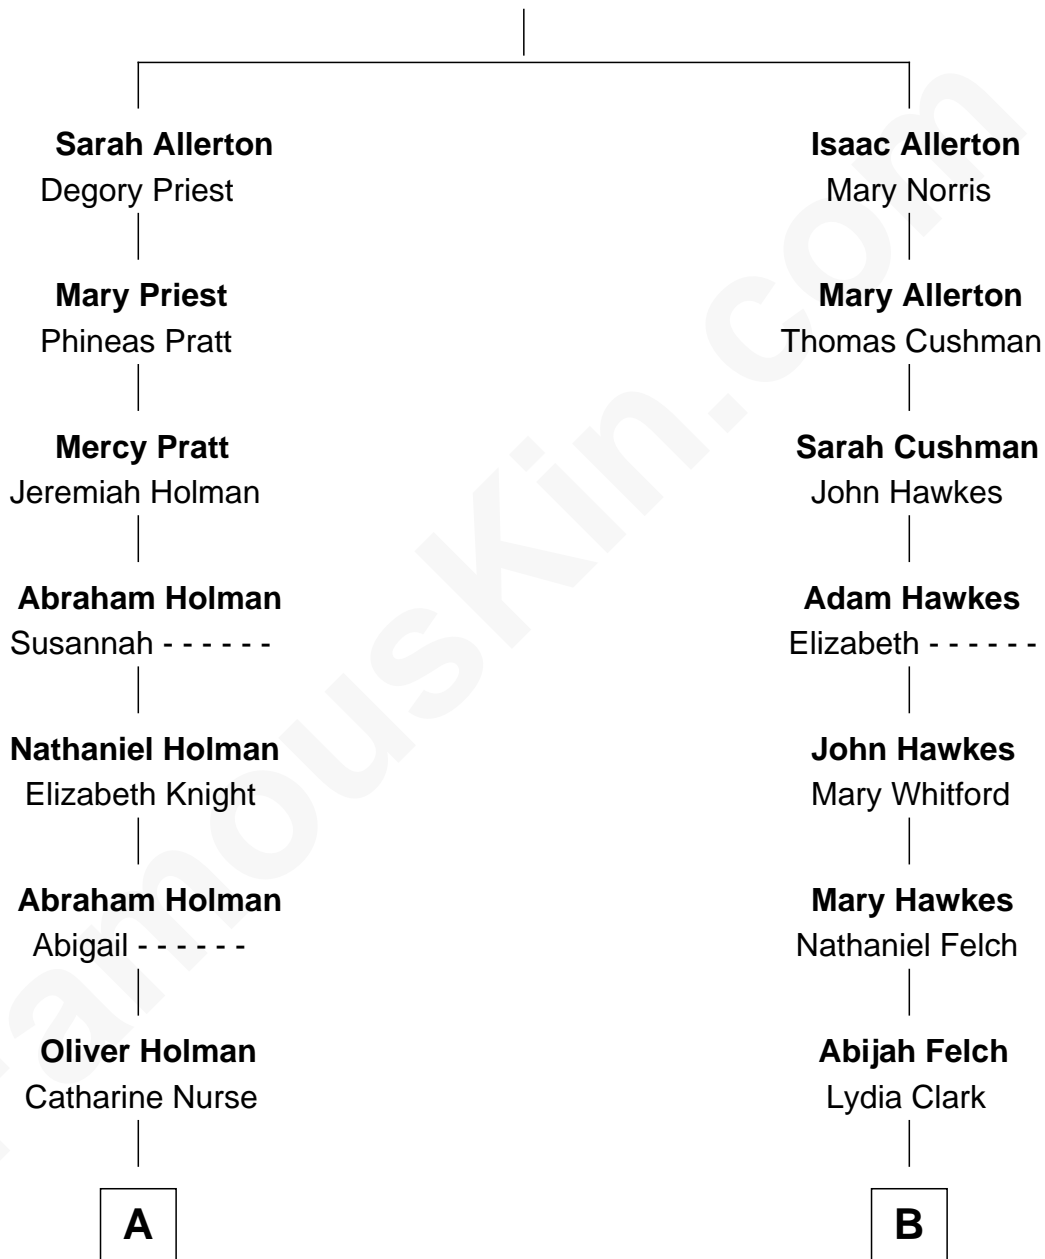 Sarah Allerton
Degory Priest
Mary Priest
Phineas Pratt
Mercy Pratt
Jeremiah Holman
Abraham Holman
Susannah - - - - - -
Nathaniel Holman
Elizabeth Knight
Abraham Holman
Abigail - - - - - -
Oliver Holman
Catharine Nurse
A
Isaac Allerton
Mary Norris
Mary Allerton
Thomas Cushman
Sarah Cushman
John Hawkes
Adam Hawkes
Elizabeth - - - - - -
John Hawkes
Mary Whitford
Mary Hawkes
Nathaniel Felch
Abijah Felch
Lydia Clark
B
FamousKin.com